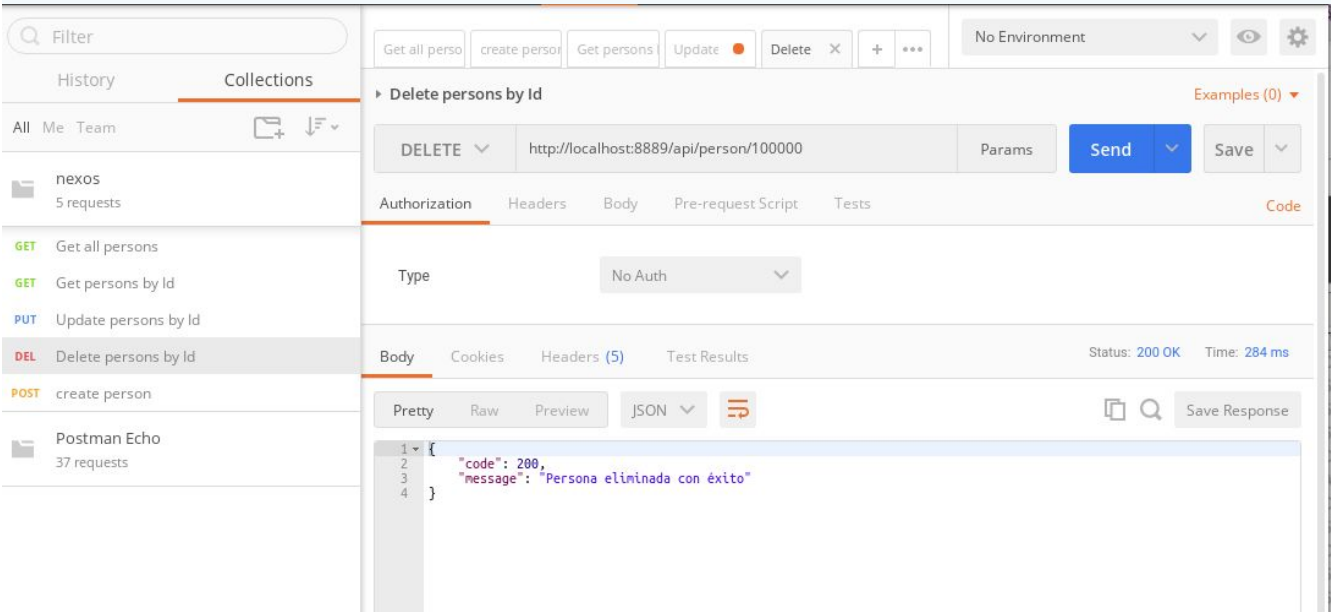 Filter
History Collections
All Me Team
nexos
5 requests
GET Get all persons
GET Get persons by Id
PUT Update persons by Id
DEL Delete persons by Id
POST create person
Postman Echo
37 requests
Get all perso create person Get persons Update Delete × + •••
No Environment
Delete persons by Id Examples (0)
DELETE http://localhost:8889/api/person/100000 Params Send Save
Authorization Headers Body Pre-request Script Tests Code
Type No Auth
Body Cookies Headers (5) Test Results Status: 200 OK Time: 284 ms
Pretty Raw Preview JSON Save Response
1 {
2 "code": 200,
3 "message": "Persona eliminada con éxito"
4 }